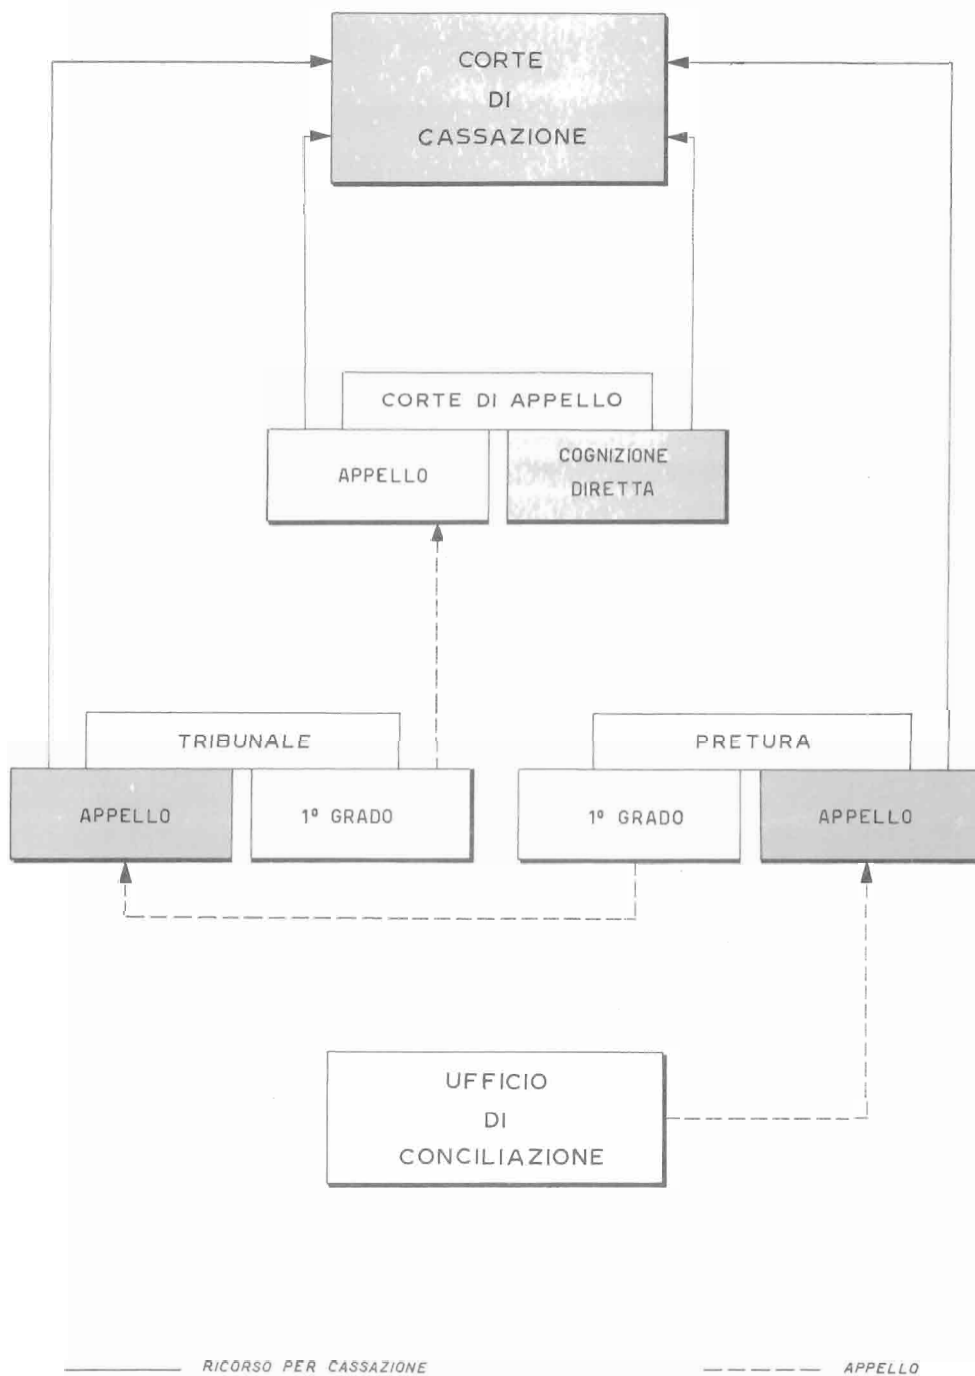 CORTE
DI
CASSAZIONE
CORTE DI APPELLO
APPELLO
COGNIZIONE
DIRETTA
TRIBUNALE
APPELLO
1º GRADO
PRETURA
1º GRADO
APPELLO
UFFICIO
DI
CONCILIAZIONE
RICORSO PER CASSAZIONE
APPELLO